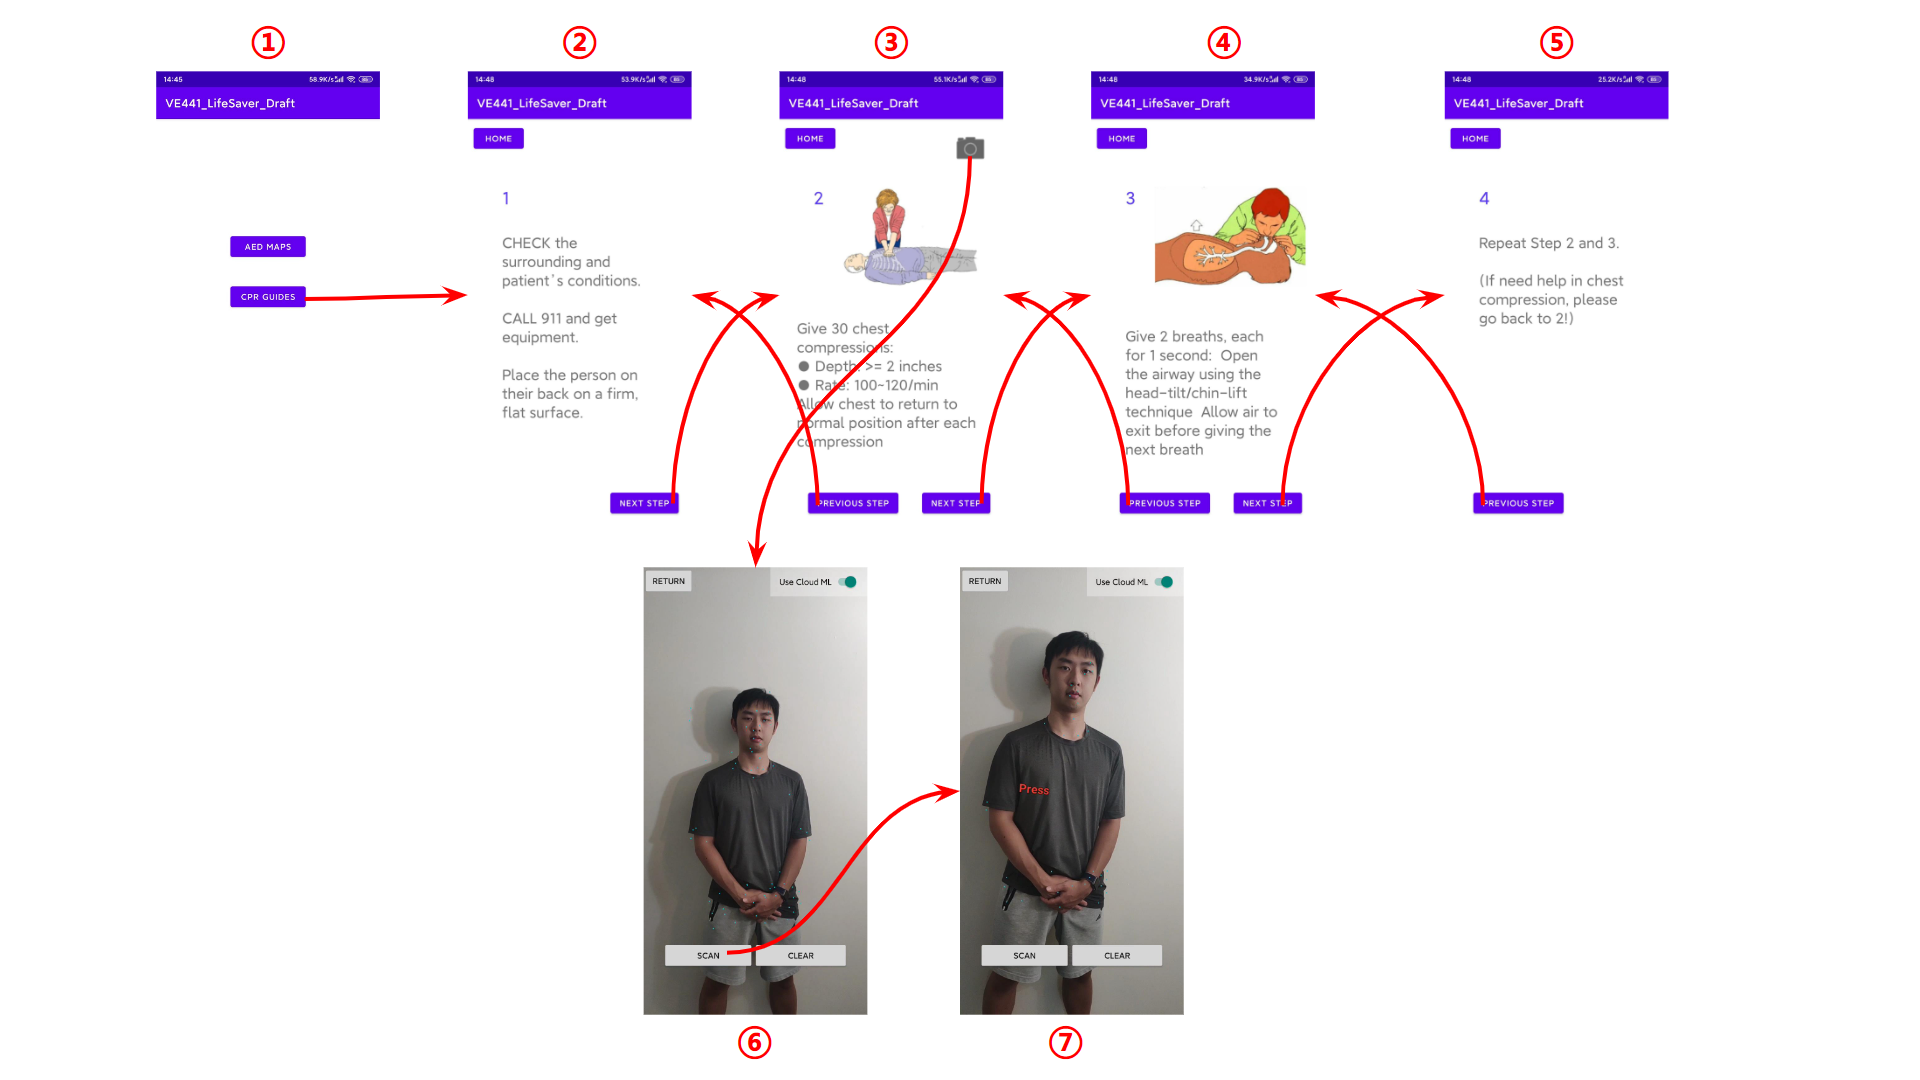 ①
14:45 58.9K/s
VE441_LifeSaver_Draft
AED MAPS
CPR GUIDES
②
14:48 53.9K/s
VE441_LifeSaver_Draft
HOME
1
CHECK the
surrounding and
patient's conditions.
CALL 911 and get
equipment.
Place the person on
their back on a firm,
flat surface.
NEXT STEP
③
14:48 55.1K/s
VE441_LifeSaver_Draft
HOME
2
Give 30 chest
compressions:
● Depth: >= 2 inches
● Rate: 100~120/min
Allow chest to return to
normal position after each
compression
PREVIOUS STEP NEXT STEP
④
14:48 34.9K/s
VE441_LifeSaver_Draft
HOME
3
Give 2 breaths, each
for 1 second: Open
the airway using the
head-tilt/chin-lift
technique Allow air to
exit before giving the
next breath
PREVIOUS STEP NEXT STEP
⑤
14:48 25.2K/s
VE441_LifeSaver_Draft
HOME
4
Repeat Step 2 and 3.
(If need help in chest
compression, please
go back to 2!)
PREVIOUS STEP
RETURN Use Cloud ML
SCAN CLEAR
⑥
RETURN Use Cloud ML
Press
SCAN CLEAR
⑦